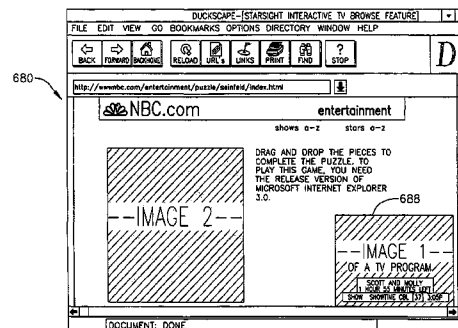 DUCKSCAPE-[STARSIGHT INTERACTIVE TV BROWSE FEATURE]
FILE EDIT VIEW GO BOOKMARKS OPTIONS DIRECTORY WINDOW HELP
BACK FORWARD BACKHOME RELOAD URL's LINKS PRINT FIND ? STOP D
680
http://wwwnbc.com/entertainment/puzzle/seinfeld/index.html
NBC.com entertainment
shows a-z stars a-z
DRAG AND DROP THE PIECES TO
COMPLETE THE PUZZLE. TO
PLAY THIS GAME, YOU NEED
THE RELEASE VERSION OF
MICROSOFT INTERNET EXPLORER
3.0.
688
--IMAGE 2--
--IMAGE 1--
OF A TV PROGRAM
SCOTT AND MOLLY
1 HOUR 55 MINUTES LEFT
SHOW SHOWTIME CBL [37] 3:05P
DOCUMENT: DONE